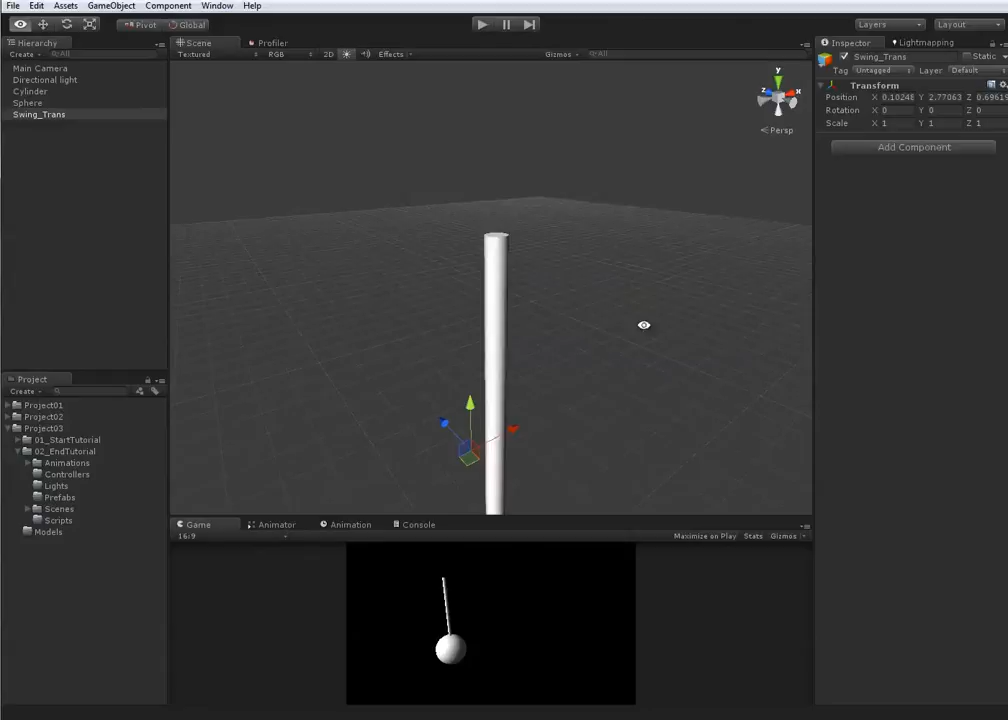 File Edit Assets GameObject Component Window Help
Pivot Global Layers Layout
Hierarchy
Create All
Main Camera
Directional light
Cylinder
Sphere
Swing_Trans
Scene Profiler
Textured RGB 2D Effects Gizmos All
y
z x
Persp
Inspector Lightmapping
Swing_Trans Static
Tag Untagged Layer Default
Transform
Position X 0.10248 Y 2.77063 Z 0.69619
Rotation X 0 Y 0 Z 0
Scale X 1 Y 1 Z 1
Add Component
Project
Create
Project01
Project02
Project03
01_StartTutorial
02_EndTutorial
Animations
Controllers
Lights
Prefabs
Scenes
Scripts
Models
Game Animator Animation Console
16:9 Maximize on Play Stats Gizmos